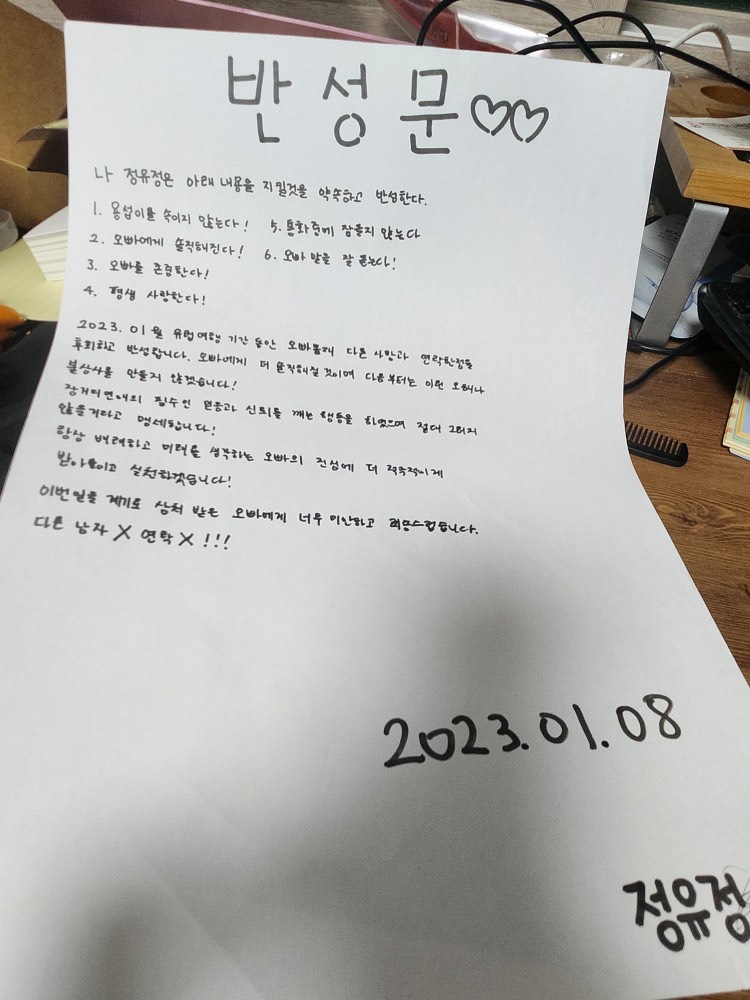 반성문♡♡
나 정유정은 아래 내용을 지킬것을 약속하고 반성한다.
1. 용섭이를 속이지 않는다!
2. 오빠에게 솔직해진다!
3. 오빠를 존중한다!
4. 평생 사랑한다!
5. 통화중에 잠들지 않는다
6. 오빠 말을 잘 듣는다!
2023. 01월 유럽여행 기간 동안 오빠몰래 다른 사람과 연락한점을
후회하고 반성합니다. 오빠에게 더 솔직해질 것이며 다음부터는 이런 오해나
불상사를 만들지 않겠습니다!
장거리연애의 필수인 믿음과 신뢰를 깨는 행동을 하였으며 절대 그러지
않을거라고 맹세합니다!
항상 배려하고 미래를 생각하는 오빠의 진심에 더 적극적이게
받아들이고 실천하겠습니다!
이번일을 계기로 상처 받은 오빠에게 너무 미안하고 죄송스럽습니다.
다른 남자 X 연락 X !!!
2023.01.08
정유정